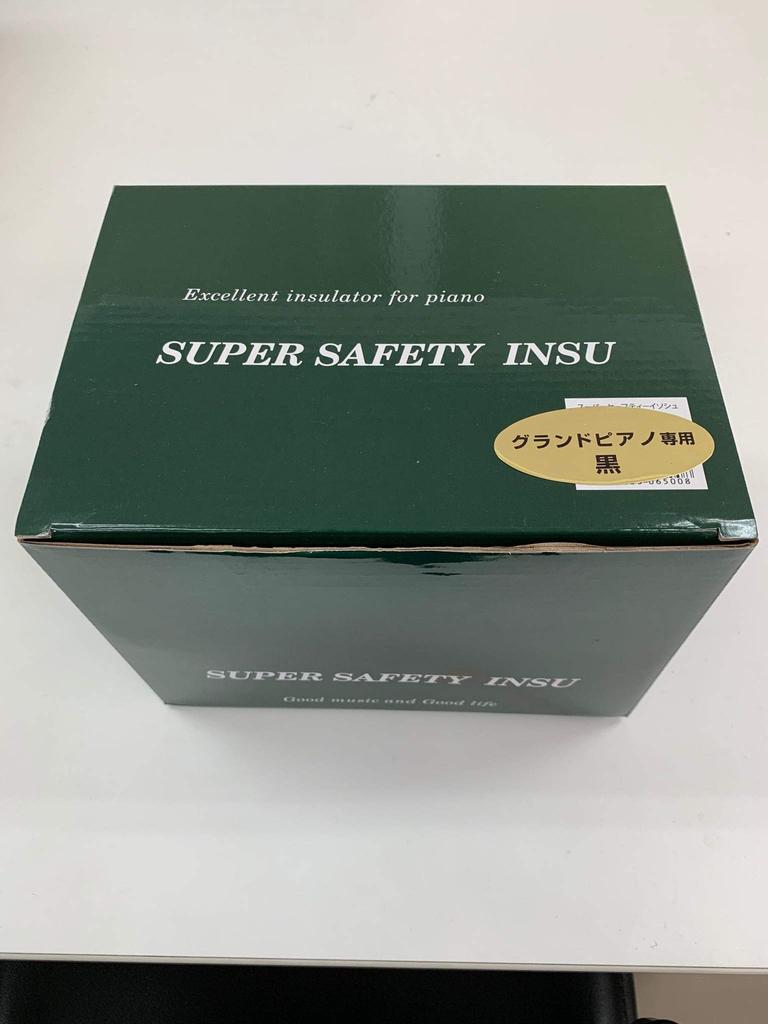 Excellent insulator for piano
SUPER SAFETY INSU
グランドピアノ専用
黒
065008
SUPER SAFETY INSU
Good music and Good life